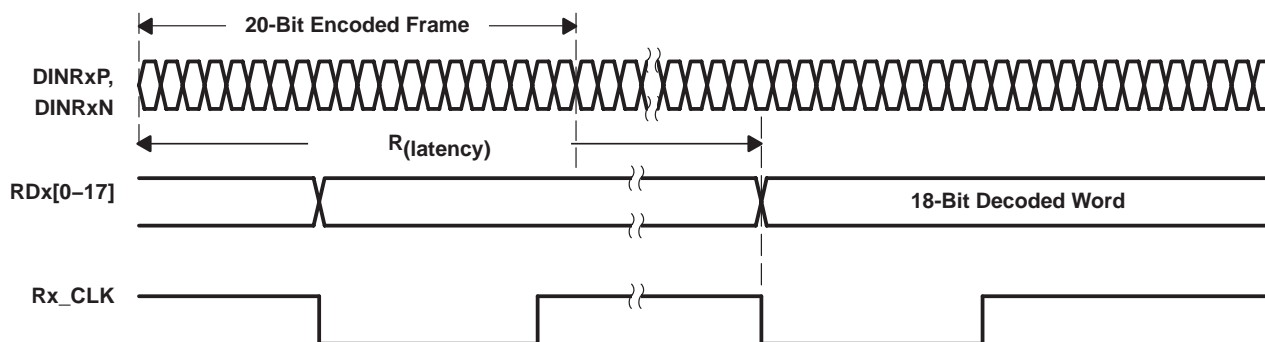 20-Bit Encoded Frame
DINRxP,
DINRxN
R(latency)
RDx[0–17]
18-Bit Decoded Word
Rx_CLK